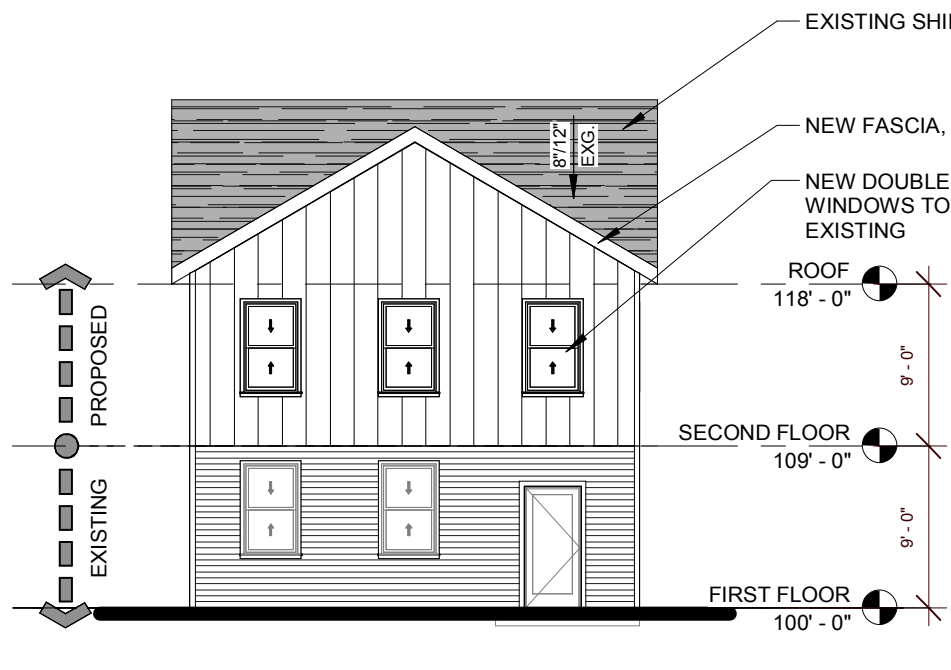 EXISTING
NEW FASCIA,
8"/12"
EXG.
NEW DOUBLE
WINDOWS TO
EXISTING
ROOF
118' - 0"
9' - 0"
PROPOSED
SECOND FLOOR
109' - 0"
9' - 0"
EXISTING
FIRST FLOOR
100' - 0"